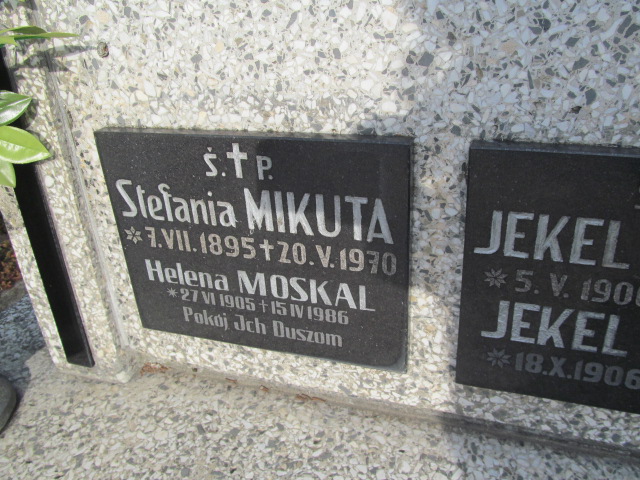 Ś.✝P.
Stefania MIKUTA
*7.VII.1895+20.V.1970
Helena MOSKAL
*27 VI 1905+15 IV 1986
Pokój Jch Duszom
JEKEL
*5.V.190
JEKEL
*18.X.1906